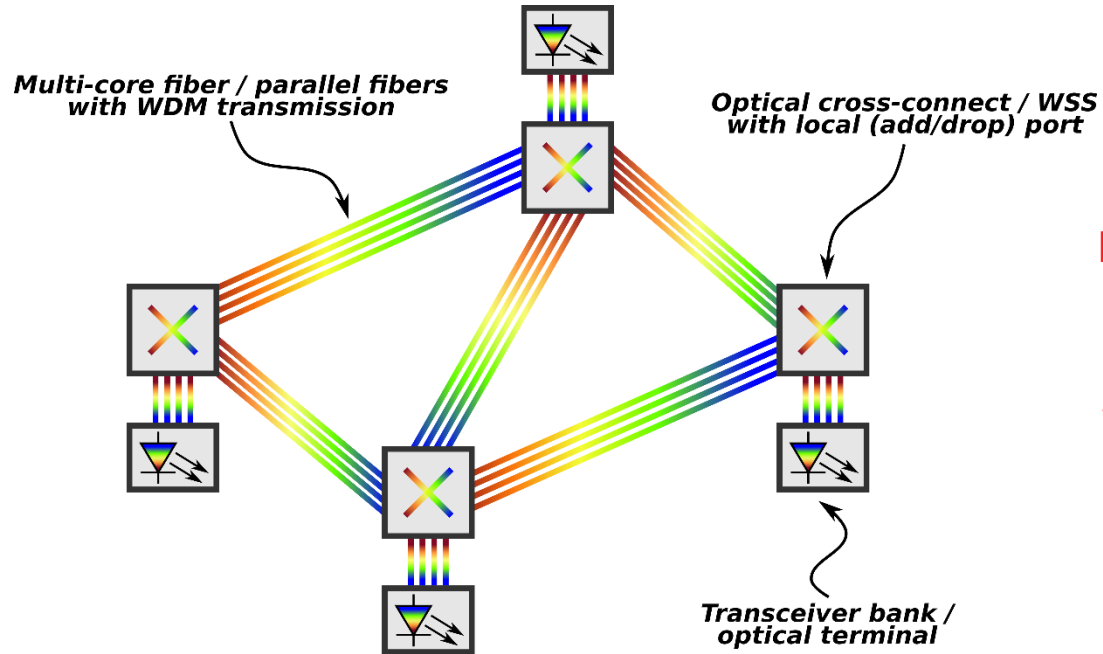 Multi-core fiber / parallel fibers
with WDM transmission
Optical cross-connect / WSS
with local (add/drop) port
Transceiver bank /
optical terminal